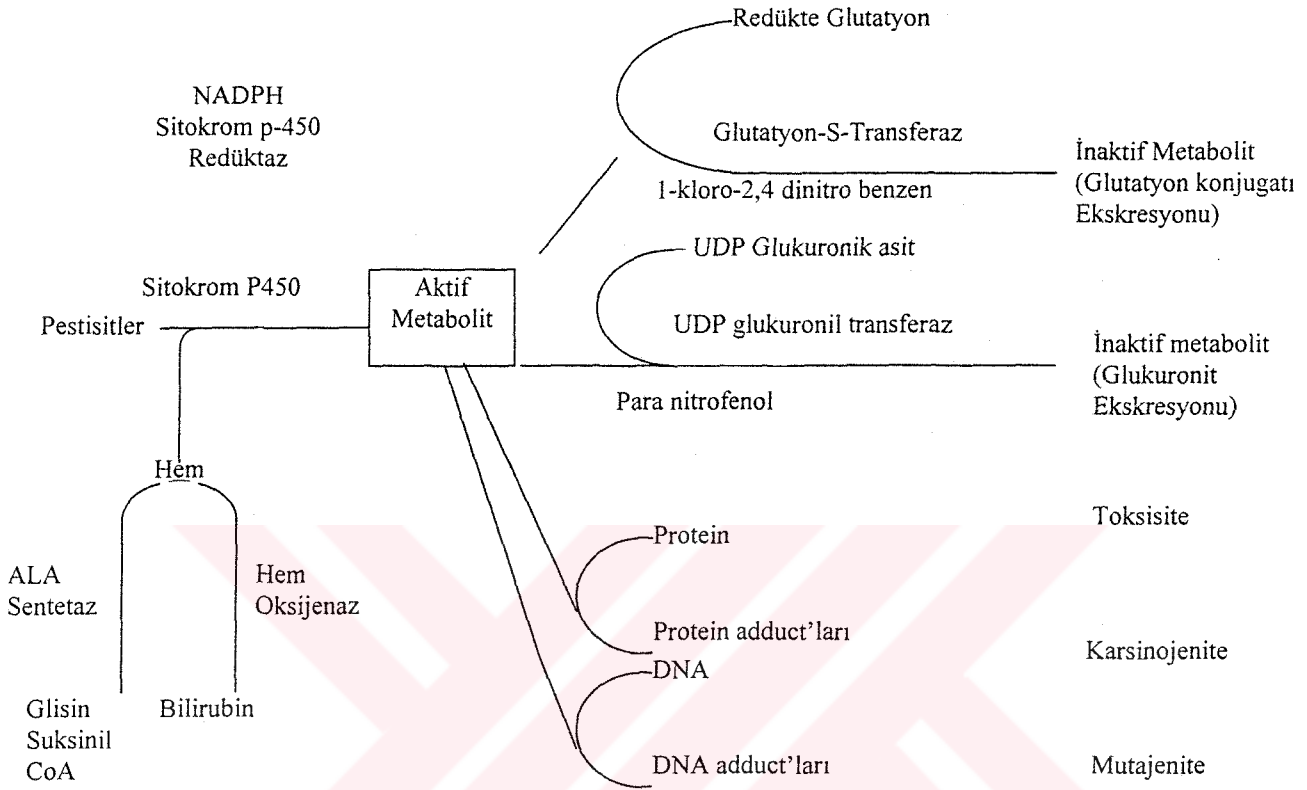 Redükte Glutatyon
NADPH
Sitokrom p-450
Redüktaz
Glutatyon-S-Transferaz
1-kloro-2,4 dinitro benzen
İnaktif Metabolit
(Glutatyon konjugatı
Ekskresyonu)
UDP Glukuronik asit
Sitokrom P450
Aktif
Metabolit
Pestisitler
UDP glukuronil transferaz
İnaktif metabolit
(Glukuronit
Ekskresyonu)
Para nitrofenol
Hem
Toksisite
Protein
ALA
Sentetaz
Hem
Oksijenaz
Protein adduct'ları
Karsinojenite
DNA
Glisin
Suksinil
CoA
Bilirubin
DNA adduct'ları
Mutajenite